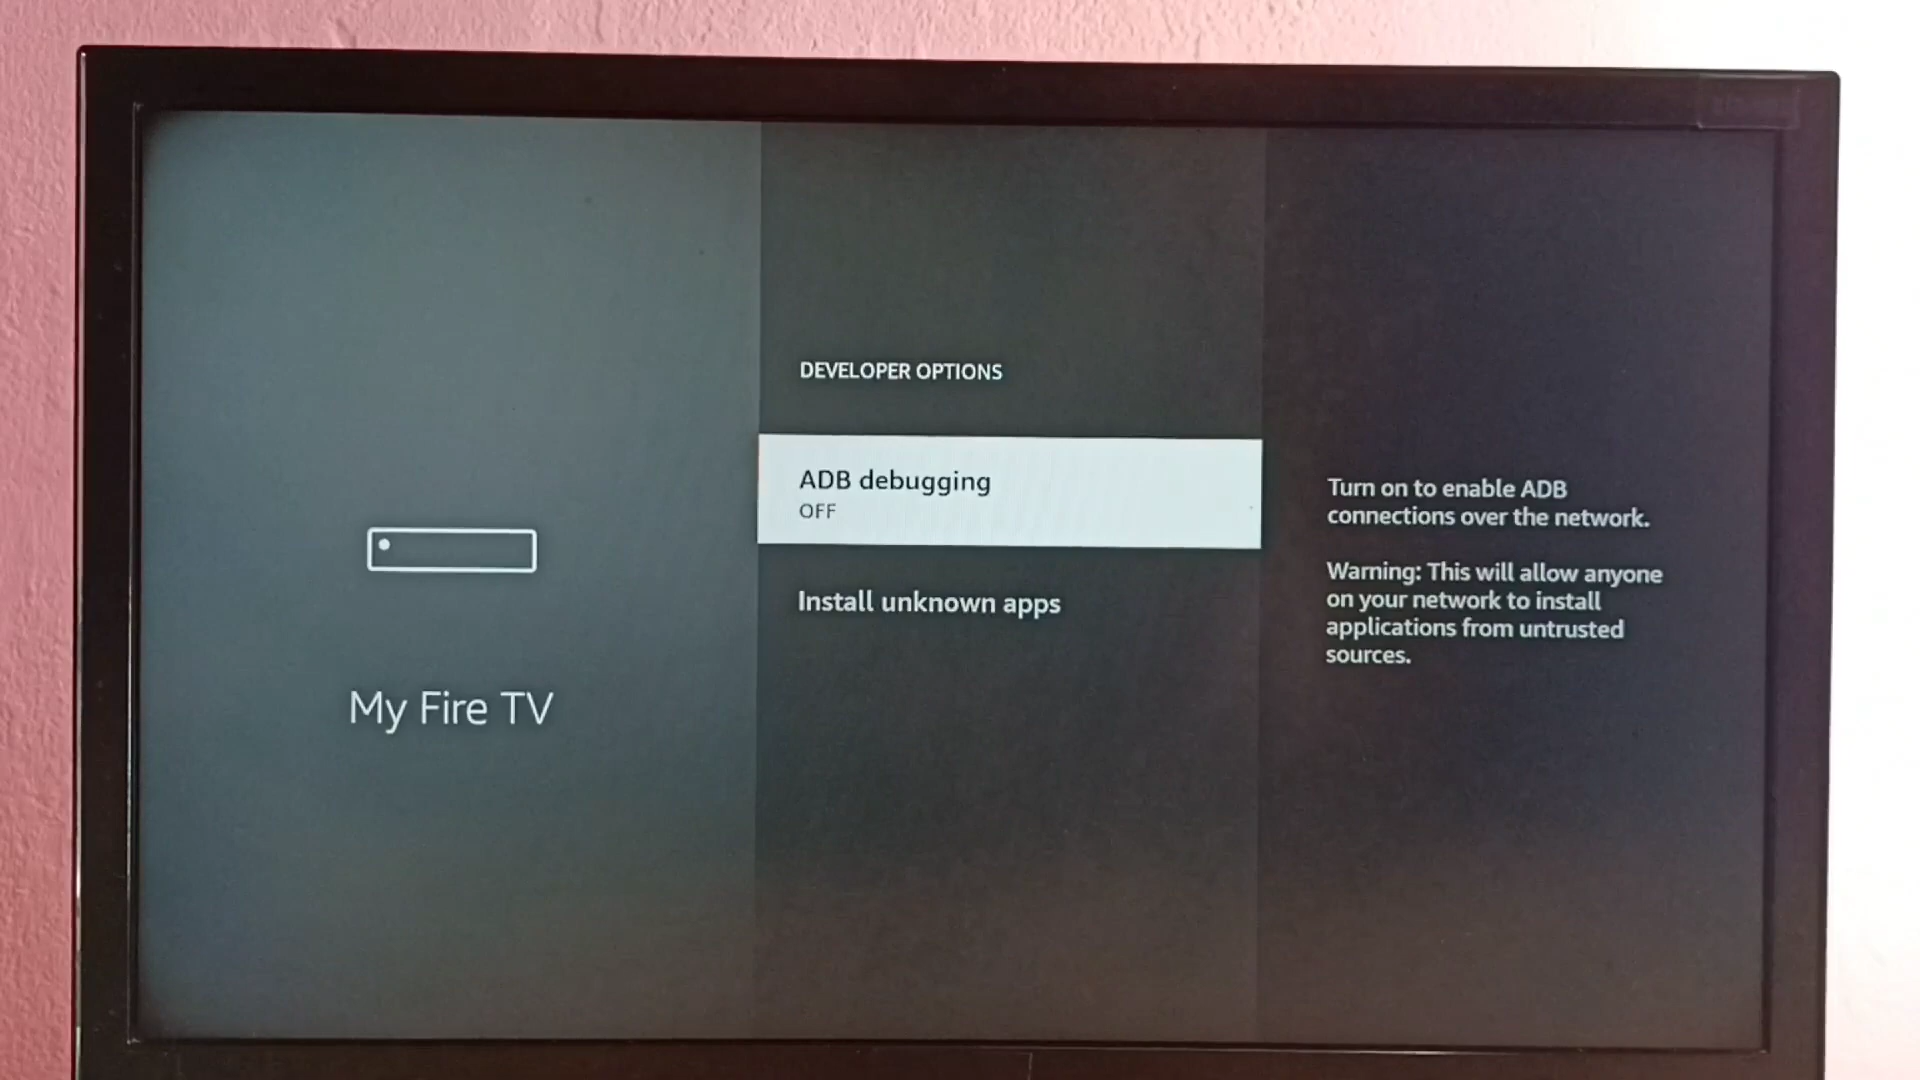 DEVELOPER OPTIONS
ADB debugging
OFF
Install unknown apps
My Fire TV
Turn on to enable ADB
connections over the network.
Warning: This will allow anyone
on your network to install
applications from untrusted
sources.